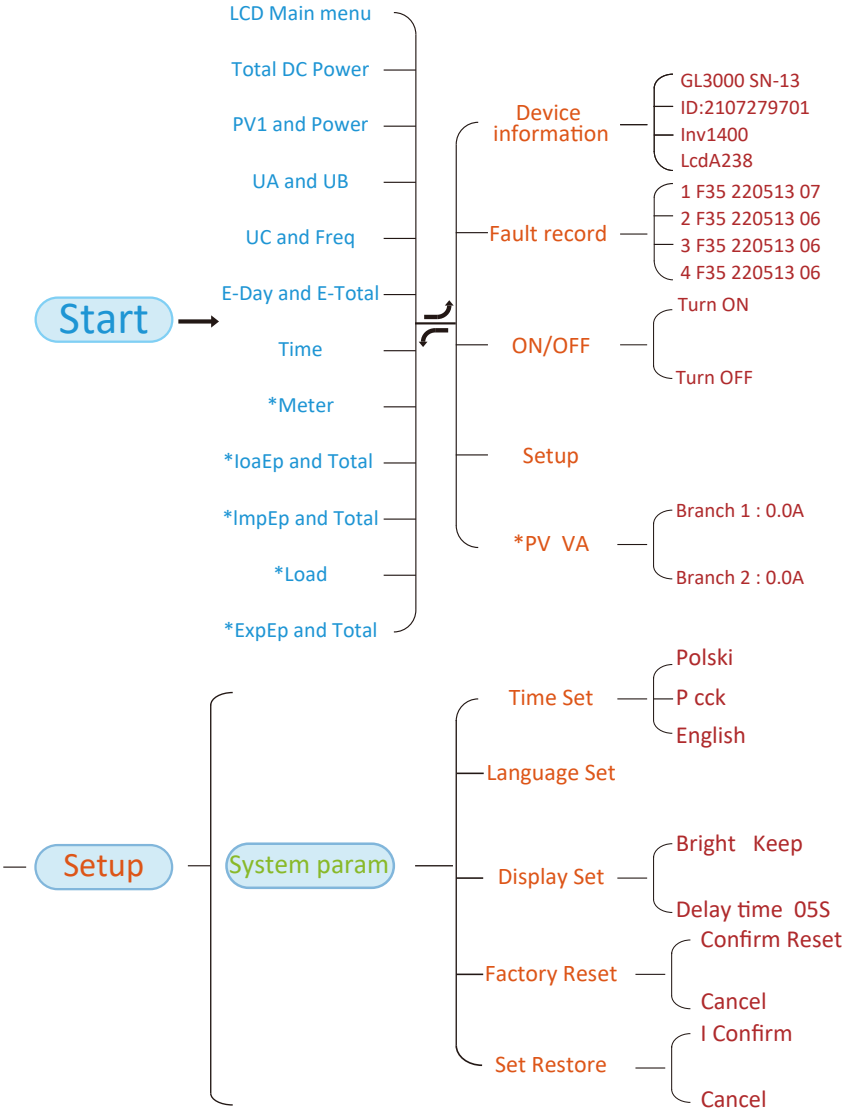 LCD Main menu
Total DC Power
PV1 and Power
UA and UB
UC and Freq
E-Day and E-Total
Start
Time
*Meter
*IoaEp and Total
*ImpEp and Total
*Load
*ExpEp and Total
Device
information
GL3000 SN-13
ID:2107279701
Inv1400
LcdA238
Fault record
1 F35 220513 07
2 F35 220513 06
3 F35 220513 06
4 F35 220513 06
ON/OFF
Turn ON
Turn OFF
Setup
*PV VA
Branch 1 : 0.0A
Branch 2 : 0.0A
Setup
System param
Time Set
Polski
P cck
English
Language Set
Display Set
Bright Keep
Delay time 05S
Factory Reset
Confirm Reset
Cancel
Set Restore
I Confirm
Cancel